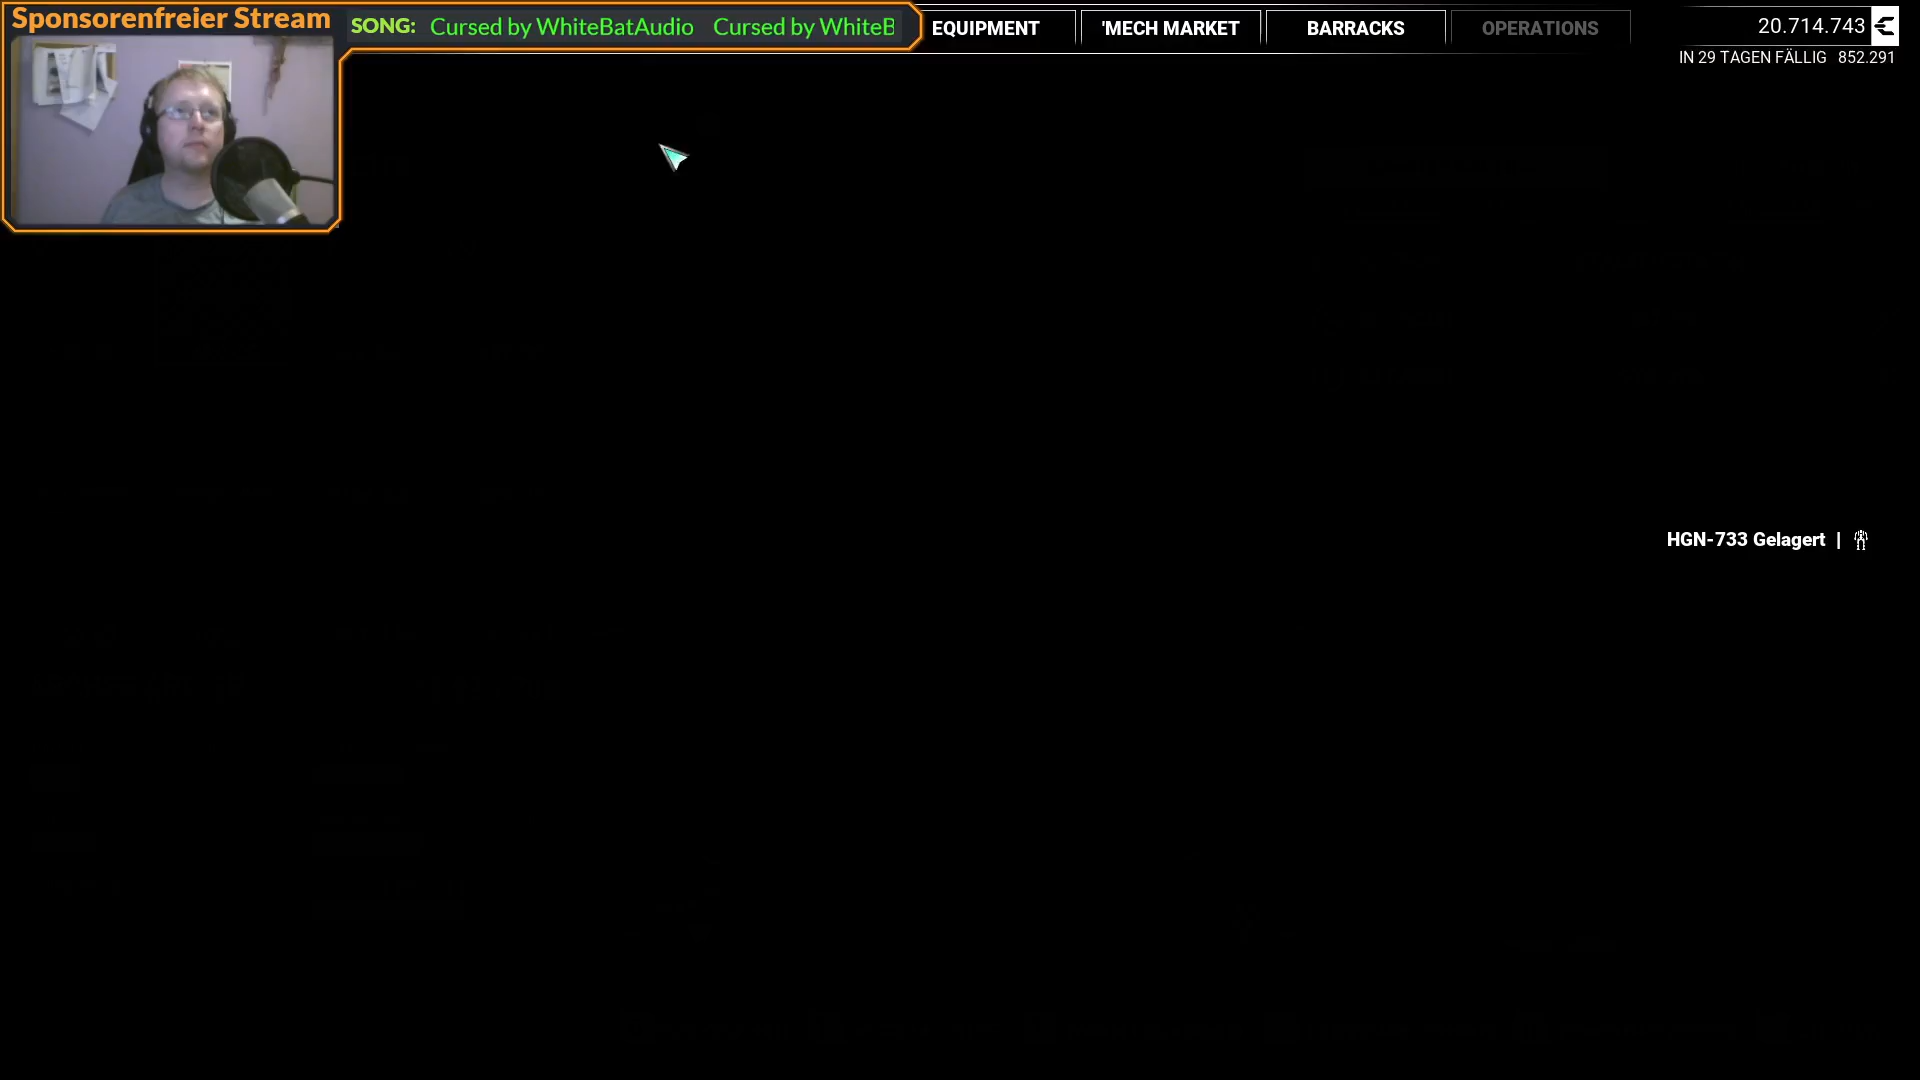 Sponsorenfreier Stream
SONG: Cursed by WhiteBatAudio Cursed by WhiteB
EQUIPMENT
'MECH MARKET
BARRACKS
OPERATIONS
20.714.743
IN 29 TAGEN FÄLLIG 852.291
HGN-733 Gelagert |